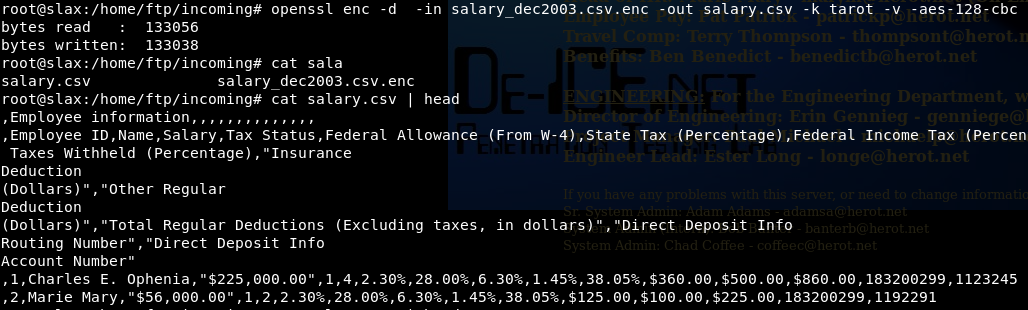 root@slax:/home/ftp/incoming# openssl enc -d  -in salary_dec2003.csv.enc -out salary.csv -k tarot -v -aes-128-cbc
bytes read   :  133056
bytes written:  133038
root@slax:/home/ftp/incoming# cat sala
salary.csv              salary_dec2003.csv.enc
root@slax:/home/ftp/incoming# cat salary.csv | head
,Employee information,,,,,,,,,,,,,,
,Employee ID,Name,Salary,Tax Status,Federal Allowance (From W-4),State Tax (Percentage),Federal Income Tax (Percen
 Taxes Withheld (Percentage),"Insurance
Deduction
(Dollars)","Other Regular
Deduction
(Dollars)","Total Regular Deductions (Excluding taxes, in dollars)","Direct Deposit Info
Routing Number","Direct Deposit Info
Account Number"
,1,Charles E. Ophenia,"$225,000.00",1,4,2.30%,28.00%,6.30%,1.45%,38.05%,$360.00,$500.00,$860.00,183200299,1123245
,2,Marie Mary,"$56,000.00",1,2,2.30%,28.00%,6.30%,1.45%,38.05%,$125.00,$100.00,$225.00,183200299,1192291
Employee Pay: Pat Patrick - patrickp@herot.net
Travel Comp: Terry Thompson - thompsont@herot.n
Benefits: Ben Benedict - benedictb@herot.net
De-ICE.net
Penetration Testing
ENGINEERING: For the Engineering Department, w
Director of Engineering: Erin Gennieg - genniege@
Engineer Lead: Ester Long - longe@herot.net
If you have any problems with this server, or need to change informatio
Sr. System Admin: Adam Adams - adamsa@herot.net
banterb@herot.net
System Admin: Chad Coffee - coffeec@herot.net